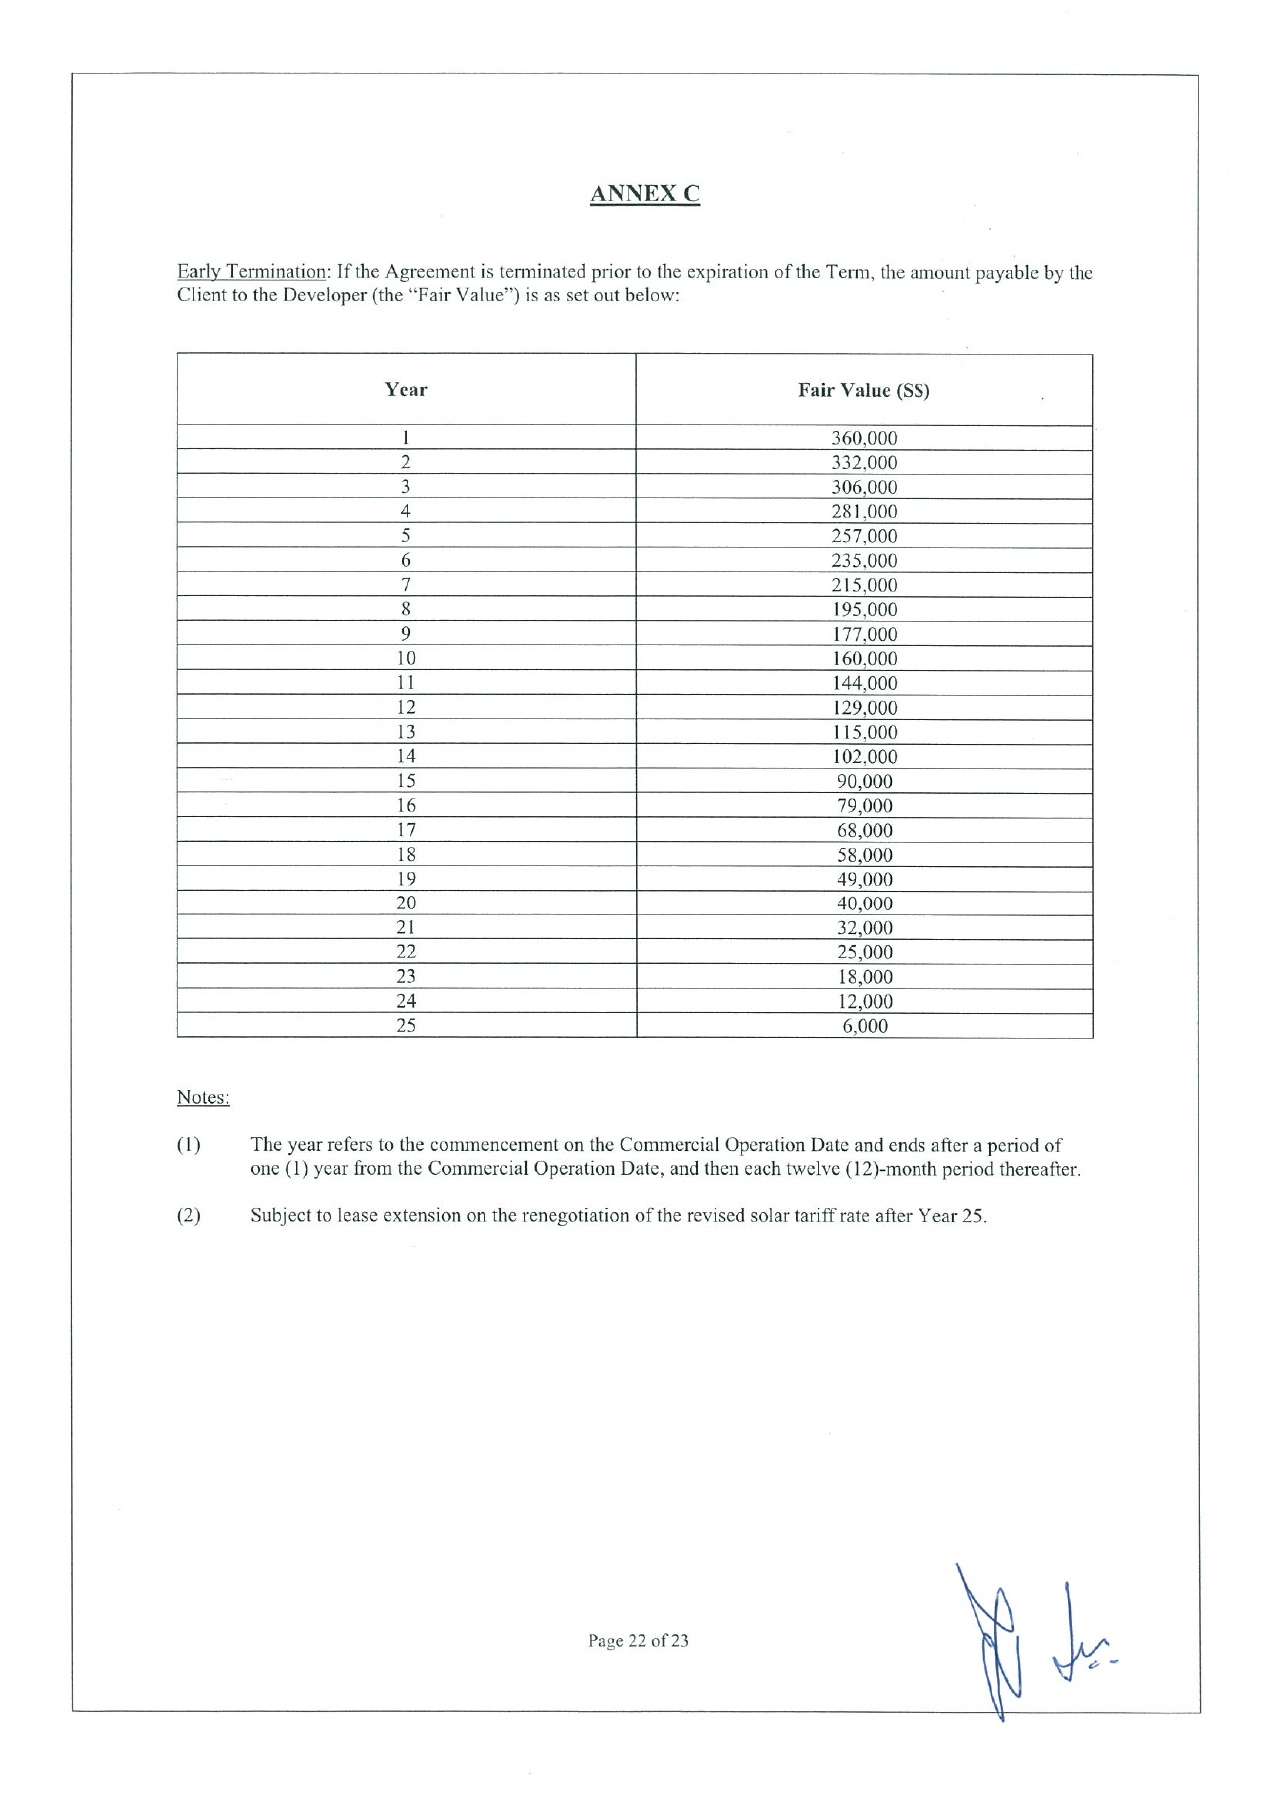 ANNEX C
Early Termination: If the Agreement is terminated prior to the expiration of the Term, the amount payable by the
Client to the Developer (the “Fair Value”) is as set out below:
Year Fair Value (S$)
1 360,000
2 332,000
3 306,000
4 281,000
5 257,000
6 235,000
7 215,000
8 195,000
9 177,000
10 160,000
11 144,000
12 129,000
13 115,000
14 102,000
15 90,000
16 79,000
17 68,000
18 58,000
19 49,000
20 40,000
21 32,000
22 25,000
23 18,000
24 12,000
25 6,000
Notes:
(1) The year refers to the commencement on the Commercial Operation Date and ends after a period of
one (1) year from the Commercial Operation Date, and then each twelve (12)-month period thereafter.
(2) Subject to lease extension on the renegotiation of the revised solar tariff rate after Year 25.
Page 22 of 23